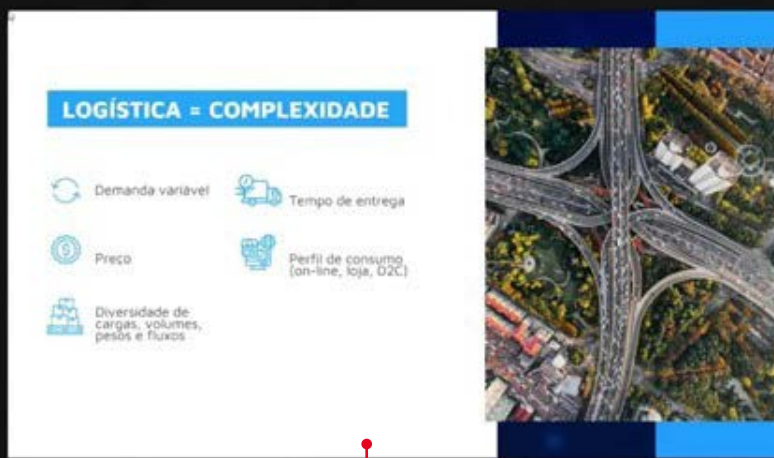 LOGÍSTICA = COMPLEXIDADE
Demanda variável
Tempo de entrega
Preço
Perfil de consumo
(on-line, loja, D2C)
Diversidade de
cargas, volumes,
pesos e fluxos